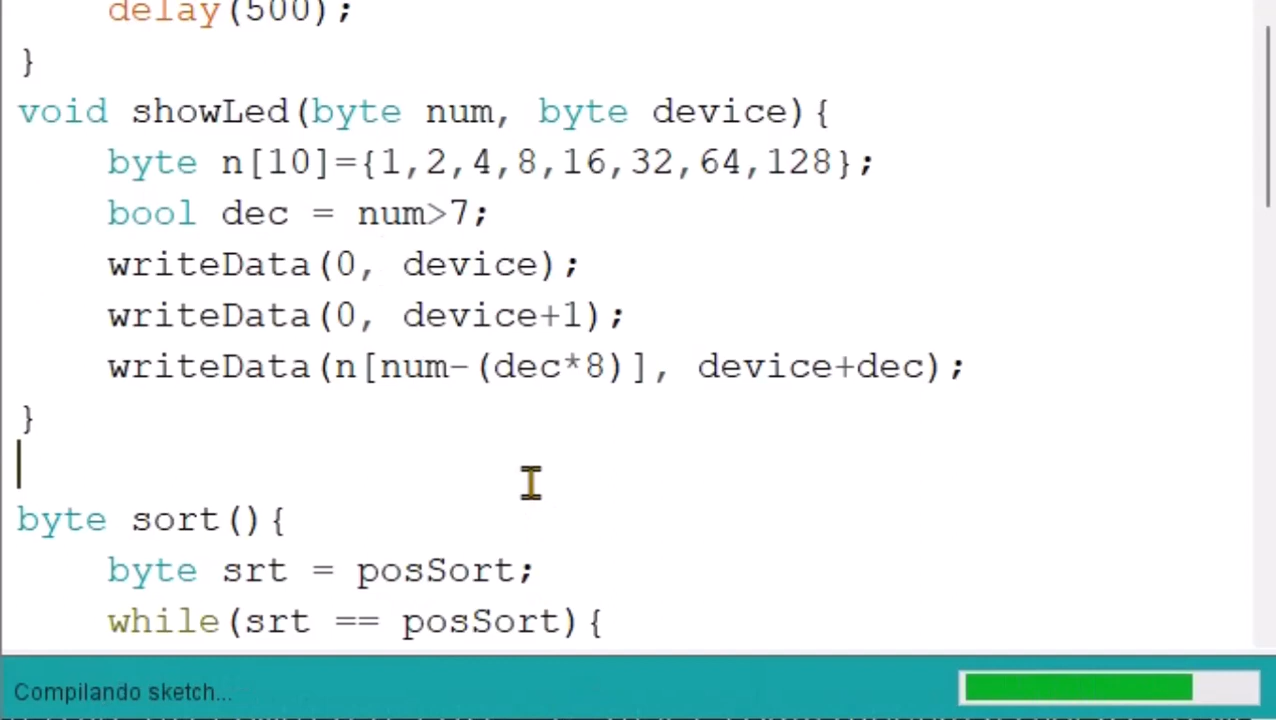 delay(500);
}
void showLed(byte num, byte device){
byte n[10]={1,2,4,8,16,32,64,128};
bool dec = num>7;
writeData(0, device);
writeData(0, device+1);
writeData(n[num-(dec*8)], device+dec);
}
byte sort(){
byte srt = posSort;
while(srt == posSort){
Compilando sketch...